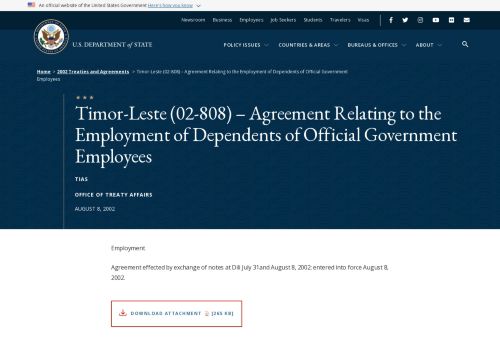 An official website of the United States Government Here's how you know
Newsroom Business Employees Job Seekers Students Travelers Visas
U.S. DEPARTMENT of STATE
POLICY ISSUES COUNTRIES & AREAS BUREAUS & OFFICES ABOUT
Home > 2002 Treaties and Agreements > Timor-Leste (02-808) – Agreement Relating to the Employment of Dependents of Official Government
Employees
Timor-Leste (02-808) – Agreement Relating to the
Employment of Dependents of Official Government
Employees
TIAS
OFFICE OF TREATY AFFAIRS
AUGUST 8, 2002
Employment
Agreement effected by exchange of notes at Dili July 31and August 8, 2002; entered into force August 8,
2002.
DOWNLOAD ATTACHMENT [265 KB]